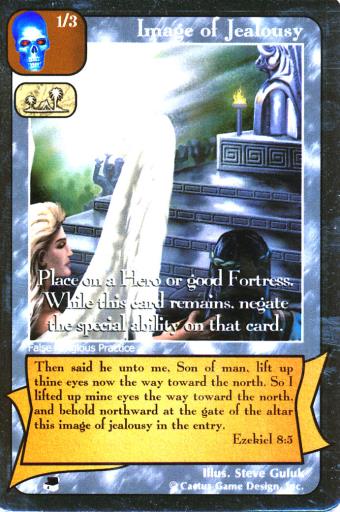 1/3
Image of Jealousy
Place on a Hero or good Fortress.
While this card remains, negate
the special ability on that card.
False Religious Practice
Then said he unto me, Son of man, lift up
thine eyes now the way toward the north. So I
lifted up mine eyes the way toward the north,
and behold northward at the gate of the altar
this image of jealousy in the entry.
Ezekiel 8:5
Illus. Steve Guluk
© Cactus Game Design, Inc.